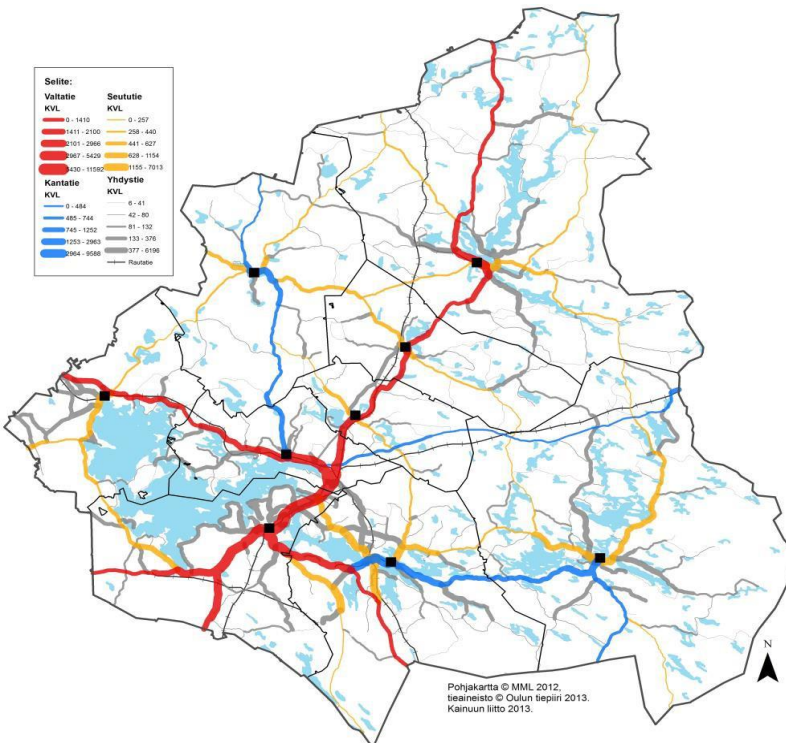 Selite:
Valtatie
KVL
0 - 1410
1411 - 2100
2101 - 2966
2967 - 5429
5430 - 11592
Kantatie
KVL
0 - 484
485 - 744
745 - 1252
1253 - 2963
2964 - 9588
Seututie
KVL
0 - 257
258 - 440
441 - 627
628 - 1154
1155 - 7013
Yhdystie
KVL
6 - 41
42 - 80
81 - 132
133 - 376
377 - 6196
Rautatie
N
Pohjakartta © MML 2012,
tieaineisto © Oulun tiepiiri 2013.
Kainuun liitto 2013.